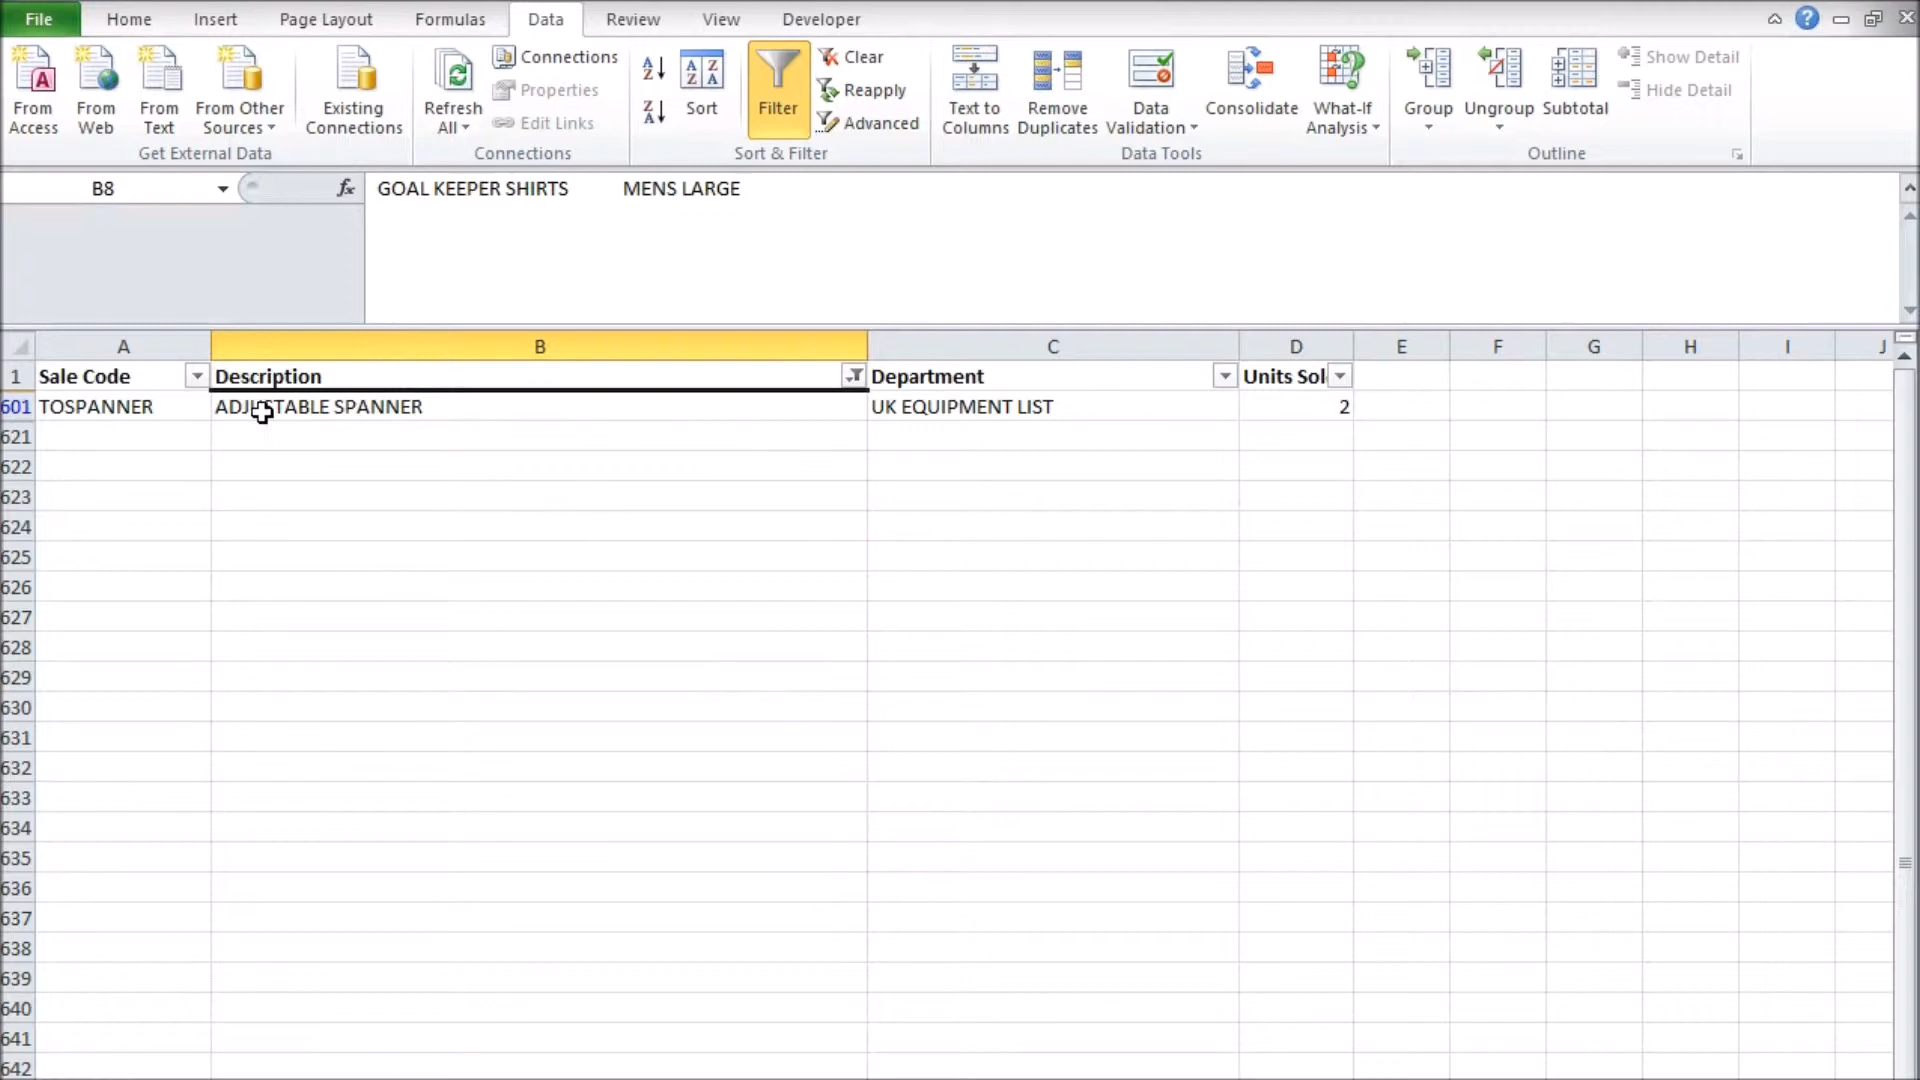 File Home Insert Page Layout Formulas Data Review View Developer
From Access
From Web
From Text
From Other Sources
Existing Connections
Get External Data
Refresh All
Connections
Properties
Edit Links
Connections
A Z
Z A
A Z Z A
Sort
Filter
Clear
Reapply
Advanced
Sort & Filter
Text to Columns
Remove Duplicates
Data Validation
Consolidate
What-If Analysis
Data Tools
Group
Ungroup
Subtotal
Show Detail
Hide Detail
Outline
B8 fx GOAL KEEPER SHIRTS MENS LARGE
A B C D E F G H I J
1 Sale Code Description Department Units Sol
601 TOSPANNER ADJUSTABLE SPANNER UK EQUIPMENT LIST 2
621
622
623
624
625
626
627
628
629
630
631
632
633
634
635
636
637
638
639
640
641
642